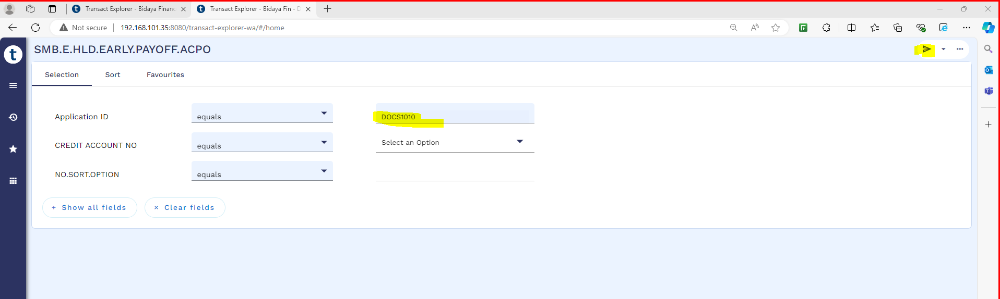 Transact Explorer - Bidaya Financ
Transact Explorer - Bidaya Fin - D
Not secure
192.168.101.35:8080/transact-explorer-wa/#/home
t
SMB.E.HLD.EARLY.PAYOFF.ACPO
Selection Sort Favourites
Application ID equals DOCS1010
CREDIT ACCOUNT NO equals Select an Option
NO.SORT.OPTION equals
+ Show all fields × Clear fields